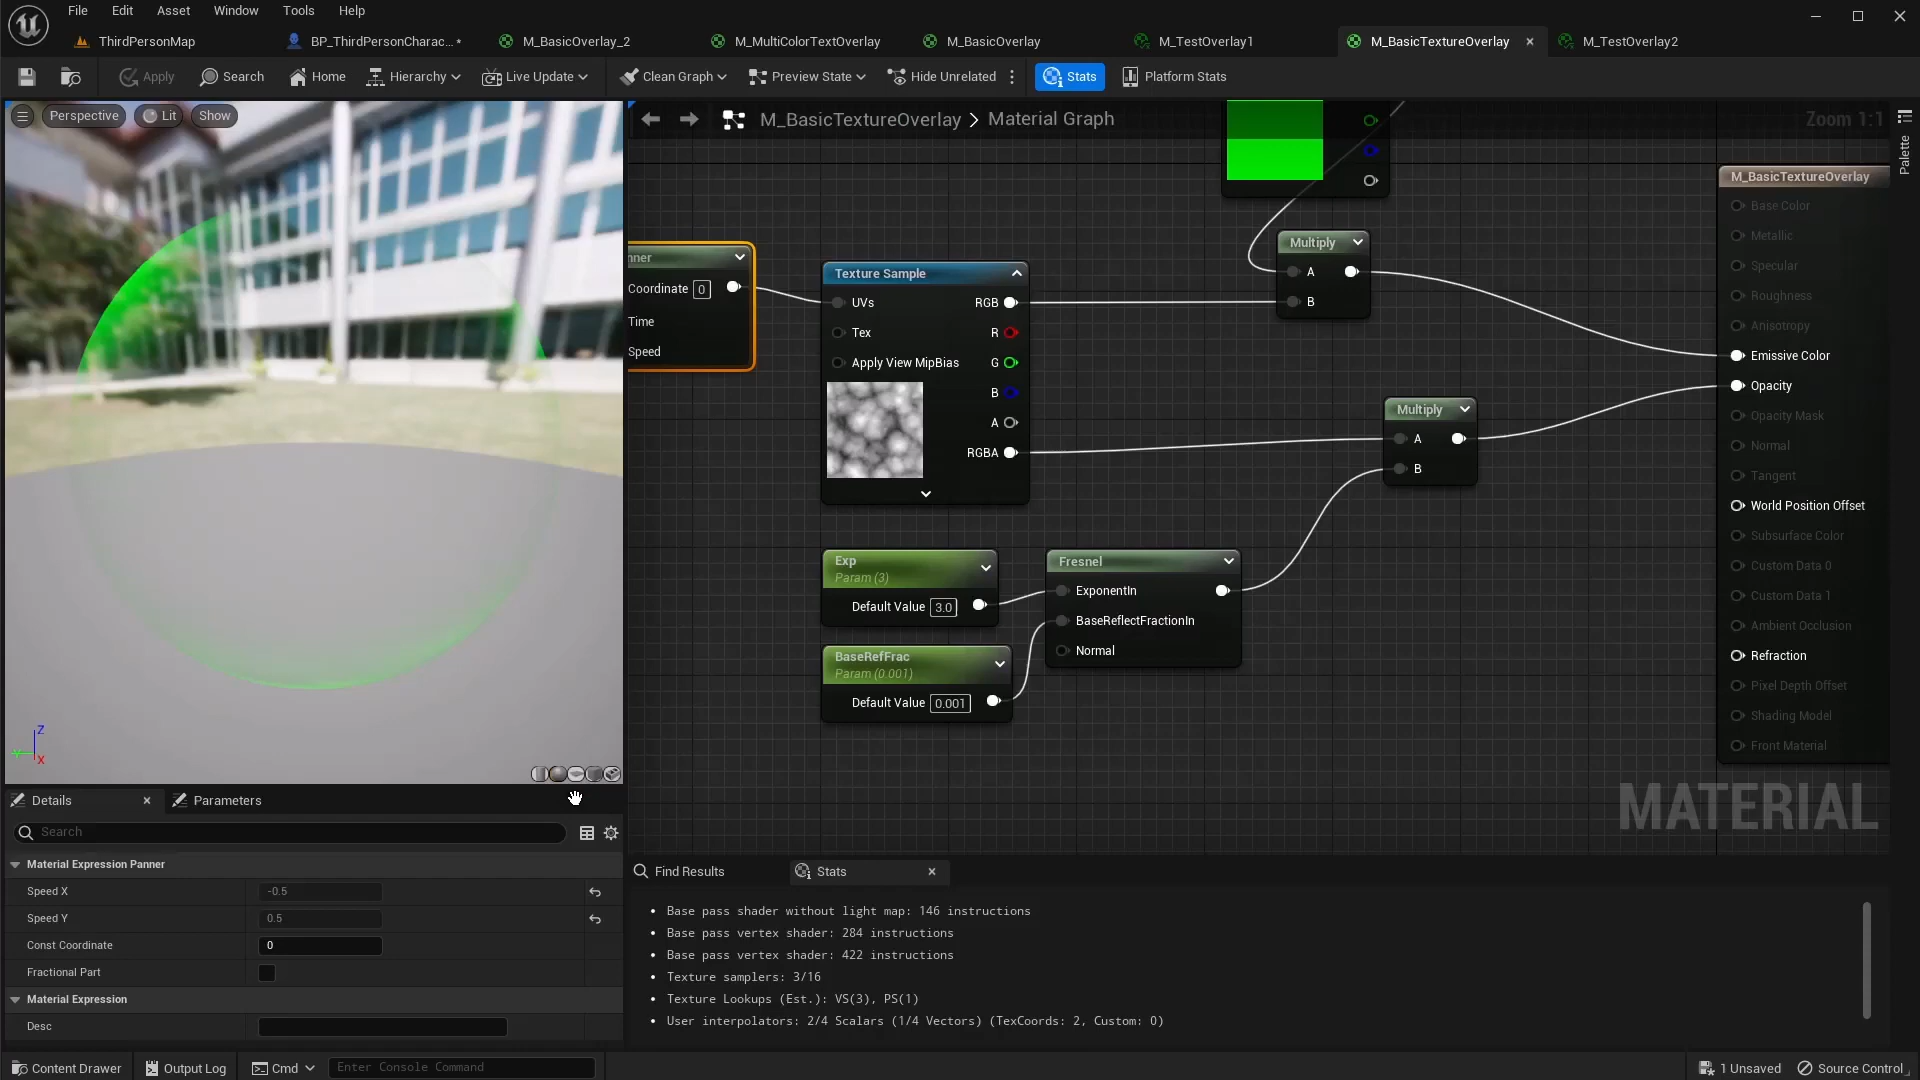 File Edit Asset Window Tools Help
ThirdPersonMap BP_ThirdPersonCharac...* M_BasicOverlay_2 M_MultiColorTextOverlay M_BasicOverlay M_TestOverlay1 M_BasicTextureOverlay M_TestOverlay2
Apply Search Home Hierarchy Live Update Clean Graph Preview State Hide Unrelated Stats Platform Stats
Perspective Lit Show
M_BasicTextureOverlay > Material Graph
Zoom 1:1
Palette
nner
Coordinate 0
Time
Speed
Texture Sample
UVs RGB
Tex R
Apply View MipBias G
B
A
RGBA
Multiply
A
B
Multiply
A
B
Exp
Param (3)
Default Value 3.0
BaseRefFrac
Param (0.001)
Default Value 0.001
Fresnel
ExponentIn
BaseReflectFractionIn
Normal
M_BasicTextureOverlay
Base Color
Metallic
Specular
Roughness
Anisotropy
Emissive Color
Opacity
Opacity Mask
Normal
Tangent
World Position Offset
Subsurface Color
Custom Data 0
Custom Data 1
Ambient Occlusion
Refraction
Pixel Depth Offset
Shading Model
Front Material
MATERIAL
Z
Y
X
Details Parameters
Search
Material Expression Panner
Speed X -0.5
Speed Y 0.5
Const Coordinate 0
Fractional Part
Material Expression
Desc
Find Results Stats
• Base pass shader without light map: 146 instructions
• Base pass vertex shader: 284 instructions
• Base pass vertex shader: 422 instructions
• Texture samplers: 3/16
• Texture Lookups (Est.): VS(3), PS(1)
• User interpolators: 2/4 Scalars (1/4 Vectors) (TexCoords: 2, Custom: 0)
Content Drawer Output Log Cmd Enter Console Command 1 Unsaved Source Control